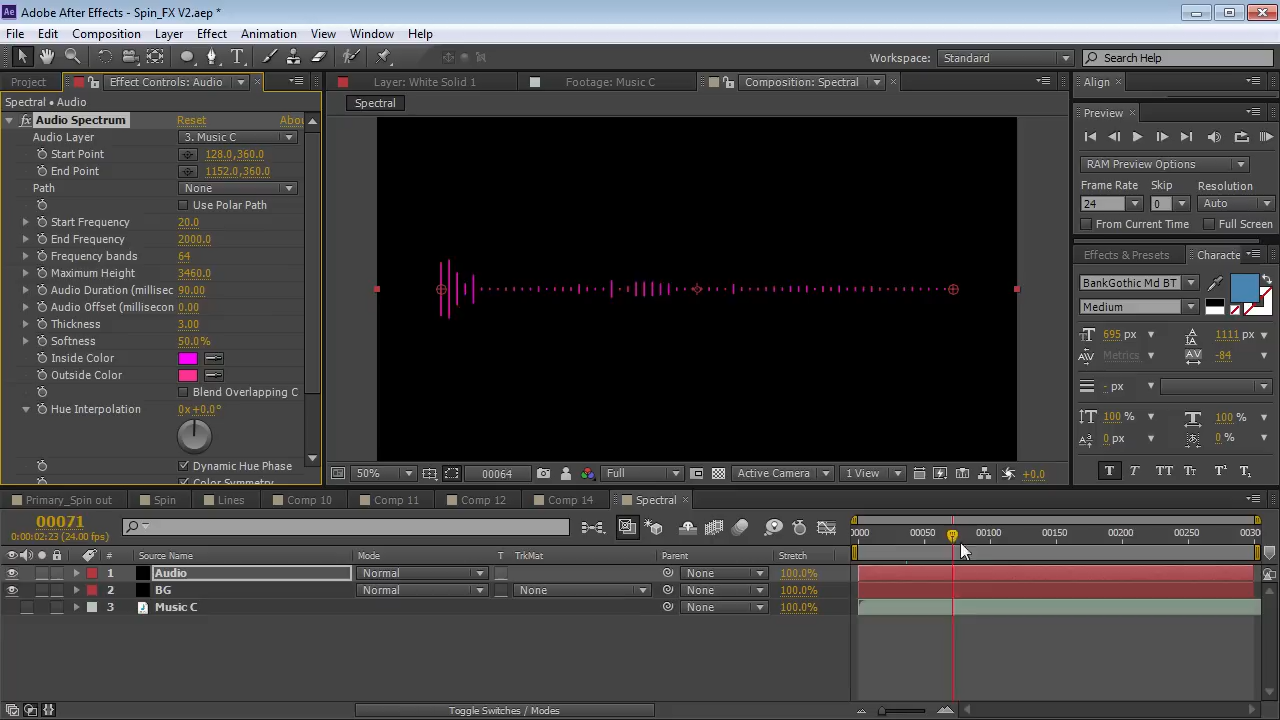 Ae Adobe After Effects - Spin_FX V2.aep *
File Edit Composition Layer Effect Animation View Window Help
Workspace: Standard Search Help
Project Effect Controls: Audio Layer: White Solid 1 Footage: Music C Composition: Spectral Align
Spectral • Audio
Spectral
fx Audio Spectrum Reset Abou
Audio Layer 3. Music C
Start Point 128.0,360.0
End Point 1152.0,360.0
Path None
Use Polar Path
Start Frequency 20.0
End Frequency 2000.0
Frequency bands 64
Maximum Height 3460.0
Audio Duration (millisec 90.00
Audio Offset (millisecon 0.00
Thickness 3.00
Softness 50.0%
Inside Color
Outside Color
Blend Overlapping C
Hue Interpolation 0x+0.0°
Dynamic Hue Phase
Color Symmetry
50% 00064 Full Active Camera 1 View +0.0
Preview
RAM Preview Options
Frame Rate Skip Resolution
24 0 Auto
From Current Time Full Screen
Effects & Presets Characte
BankGothic Md BT
Medium
695 px 1111 px
Metrics -84
- px
100 % 100 %
0 px 0 %
T T TT Tt T¹ T₁
Primary_Spin out Spin Lines Comp 10 Comp 11 Comp 12 Comp 14 Spectral
00071
0:00:02:23 (24.00 fps)
0000 00050 00100 00150 00200 00250 0030
# Source Name Mode T TrkMat Parent Stretch
1 Audio Normal None 100.0%
2 BG Normal None None 100.0%
3 Music C None 100.0%
Toggle Switches / Modes